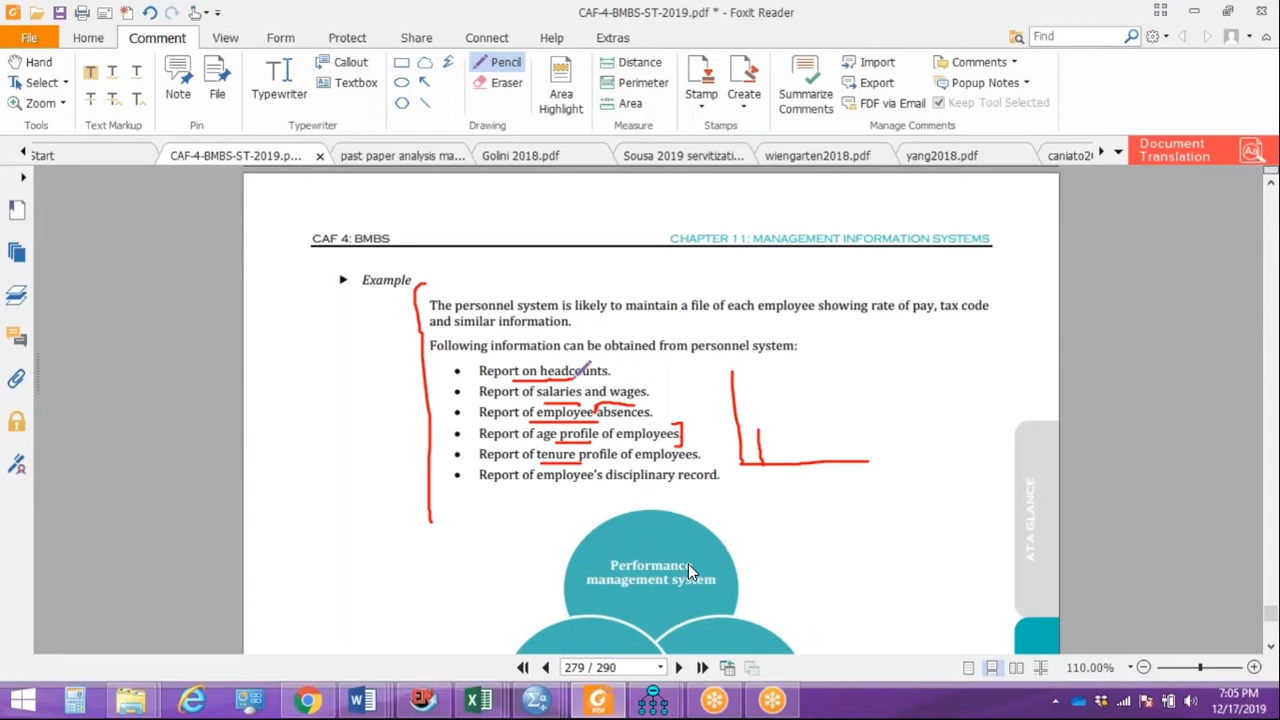 CAF-4-BMBS-ST-2019.pdf * - Foxit Reader
File Home Comment View Form Protect Share Connect Help Extras Find
Hand Callout Pencil Distance Import Comments
Select Note File Typewriter Textbox Eraser Area Highlight Perimeter Stamp Create Summarize Comments Export Popup Notes
Zoom Area FDF via Email Keep Tool Selected
Tools Text Markup Pin Typewriter Drawing Measure Stamps Manage Comments
Start CAF-4-BMBS-ST-2019.p... past paper analysis ma... Golini 2018.pdf Sousa 2019 servitizati... wiengarten2018.pdf yang2018.pdf caniato20 Document Translation
CAF 4: BMBS CHAPTER 11: MANAGEMENT INFORMATION SYSTEMS
Example
The personnel system is likely to maintain a file of each employee showing rate of pay, tax code
and similar information.
Following information can be obtained from personnel system:
• Report on headcounts.
• Report of salaries and wages.
• Report of employee absences.
• Report of age profile of employees.
• Report of tenure profile of employees.
• Report of employee's disciplinary record.
AT A GLANCE
Performance
management system
279 / 290 110.00%
7:05 PM
12/17/2019